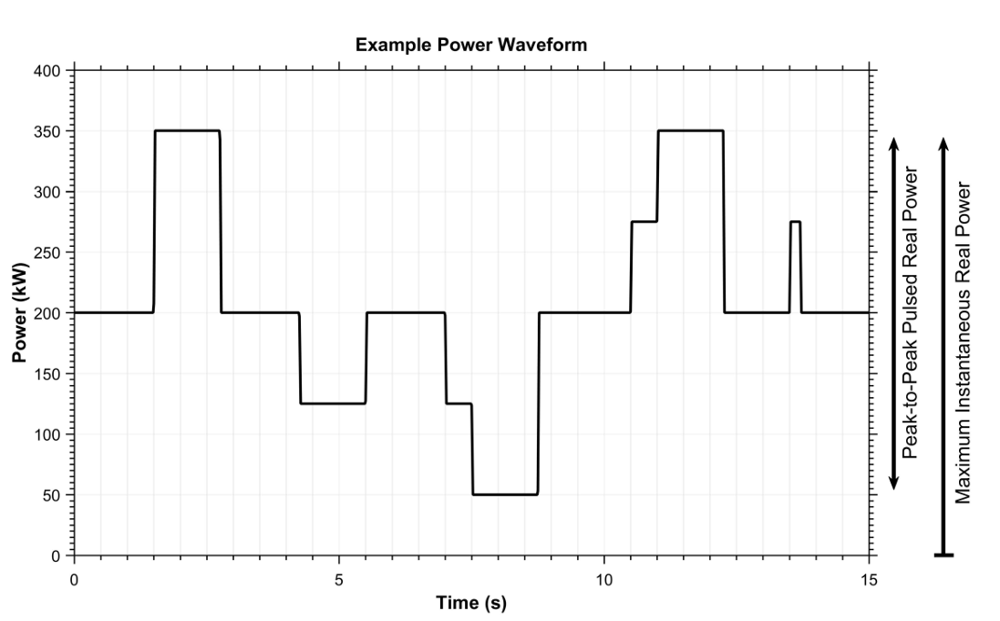 Example Power Waveform
400
350
300
250
200
150
100
50
0
Power (kW)
0 5 10 15
Time (s)
Peak-to-Peak Pulsed Real Power
Maximum Instantaneous Real Power